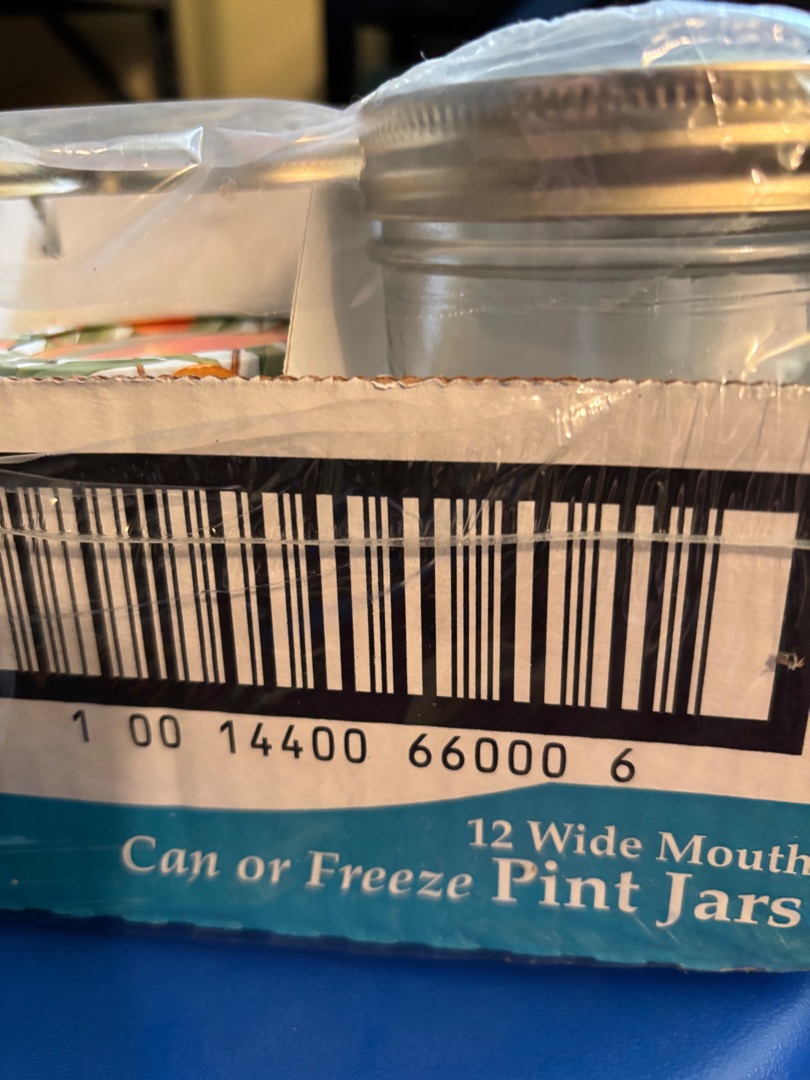 1 00 14400 66000 6
12 Wide Mouth
Can or Freeze Pint Jars